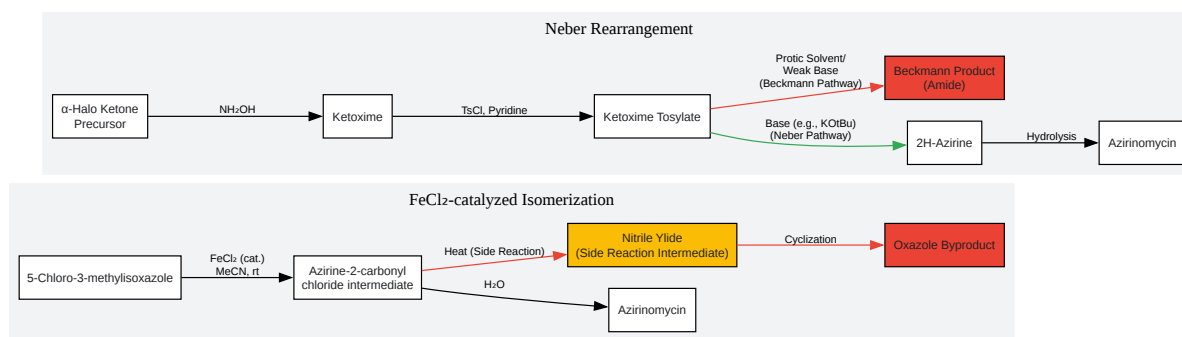 Neber Rearrangement
α-Halo Ketone
Precursor
NH₂OH
Ketoxime
TsCl, Pyridine
Ketoxime Tosylate
Protic Solvent/
Weak Base
(Beckmann Pathway)
Beckmann Product
(Amide)
Base (e.g., KOtBu)
(Neber Pathway)
2H-Azirine
Hydrolysis
Azirinomycin
FeCl₂-catalyzed Isomerization
5-Chloro-3-methylisoxazole
FeCl₂ (cat.)
MeCN, rt
Azirine-2-carbonyl
chloride intermediate
Heat (Side Reaction)
Nitrile Ylide
(Side Reaction Intermediate)
Cyclization
Oxazole Byproduct
H₂O
Azirinomycin